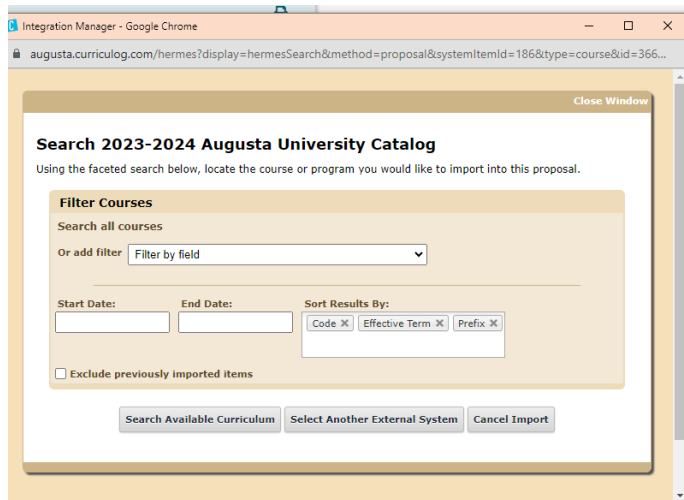 Integration Manager - Google Chrome
augusta.curriculog.com/hermes?display=hermesSearch&method=proposal&systemItemId=186&type=course&id=366...
Close Window
Search 2023-2024 Augusta University Catalog
Using the faceted search below, locate the course or program you would like to import into this proposal.
Filter Courses
Search all courses
Or add filter Filter by field
Start Date: End Date: Sort Results By:
Code Effective Term Prefix
Exclude previously imported items
Search Available Curriculum Select Another External System Cancel Import